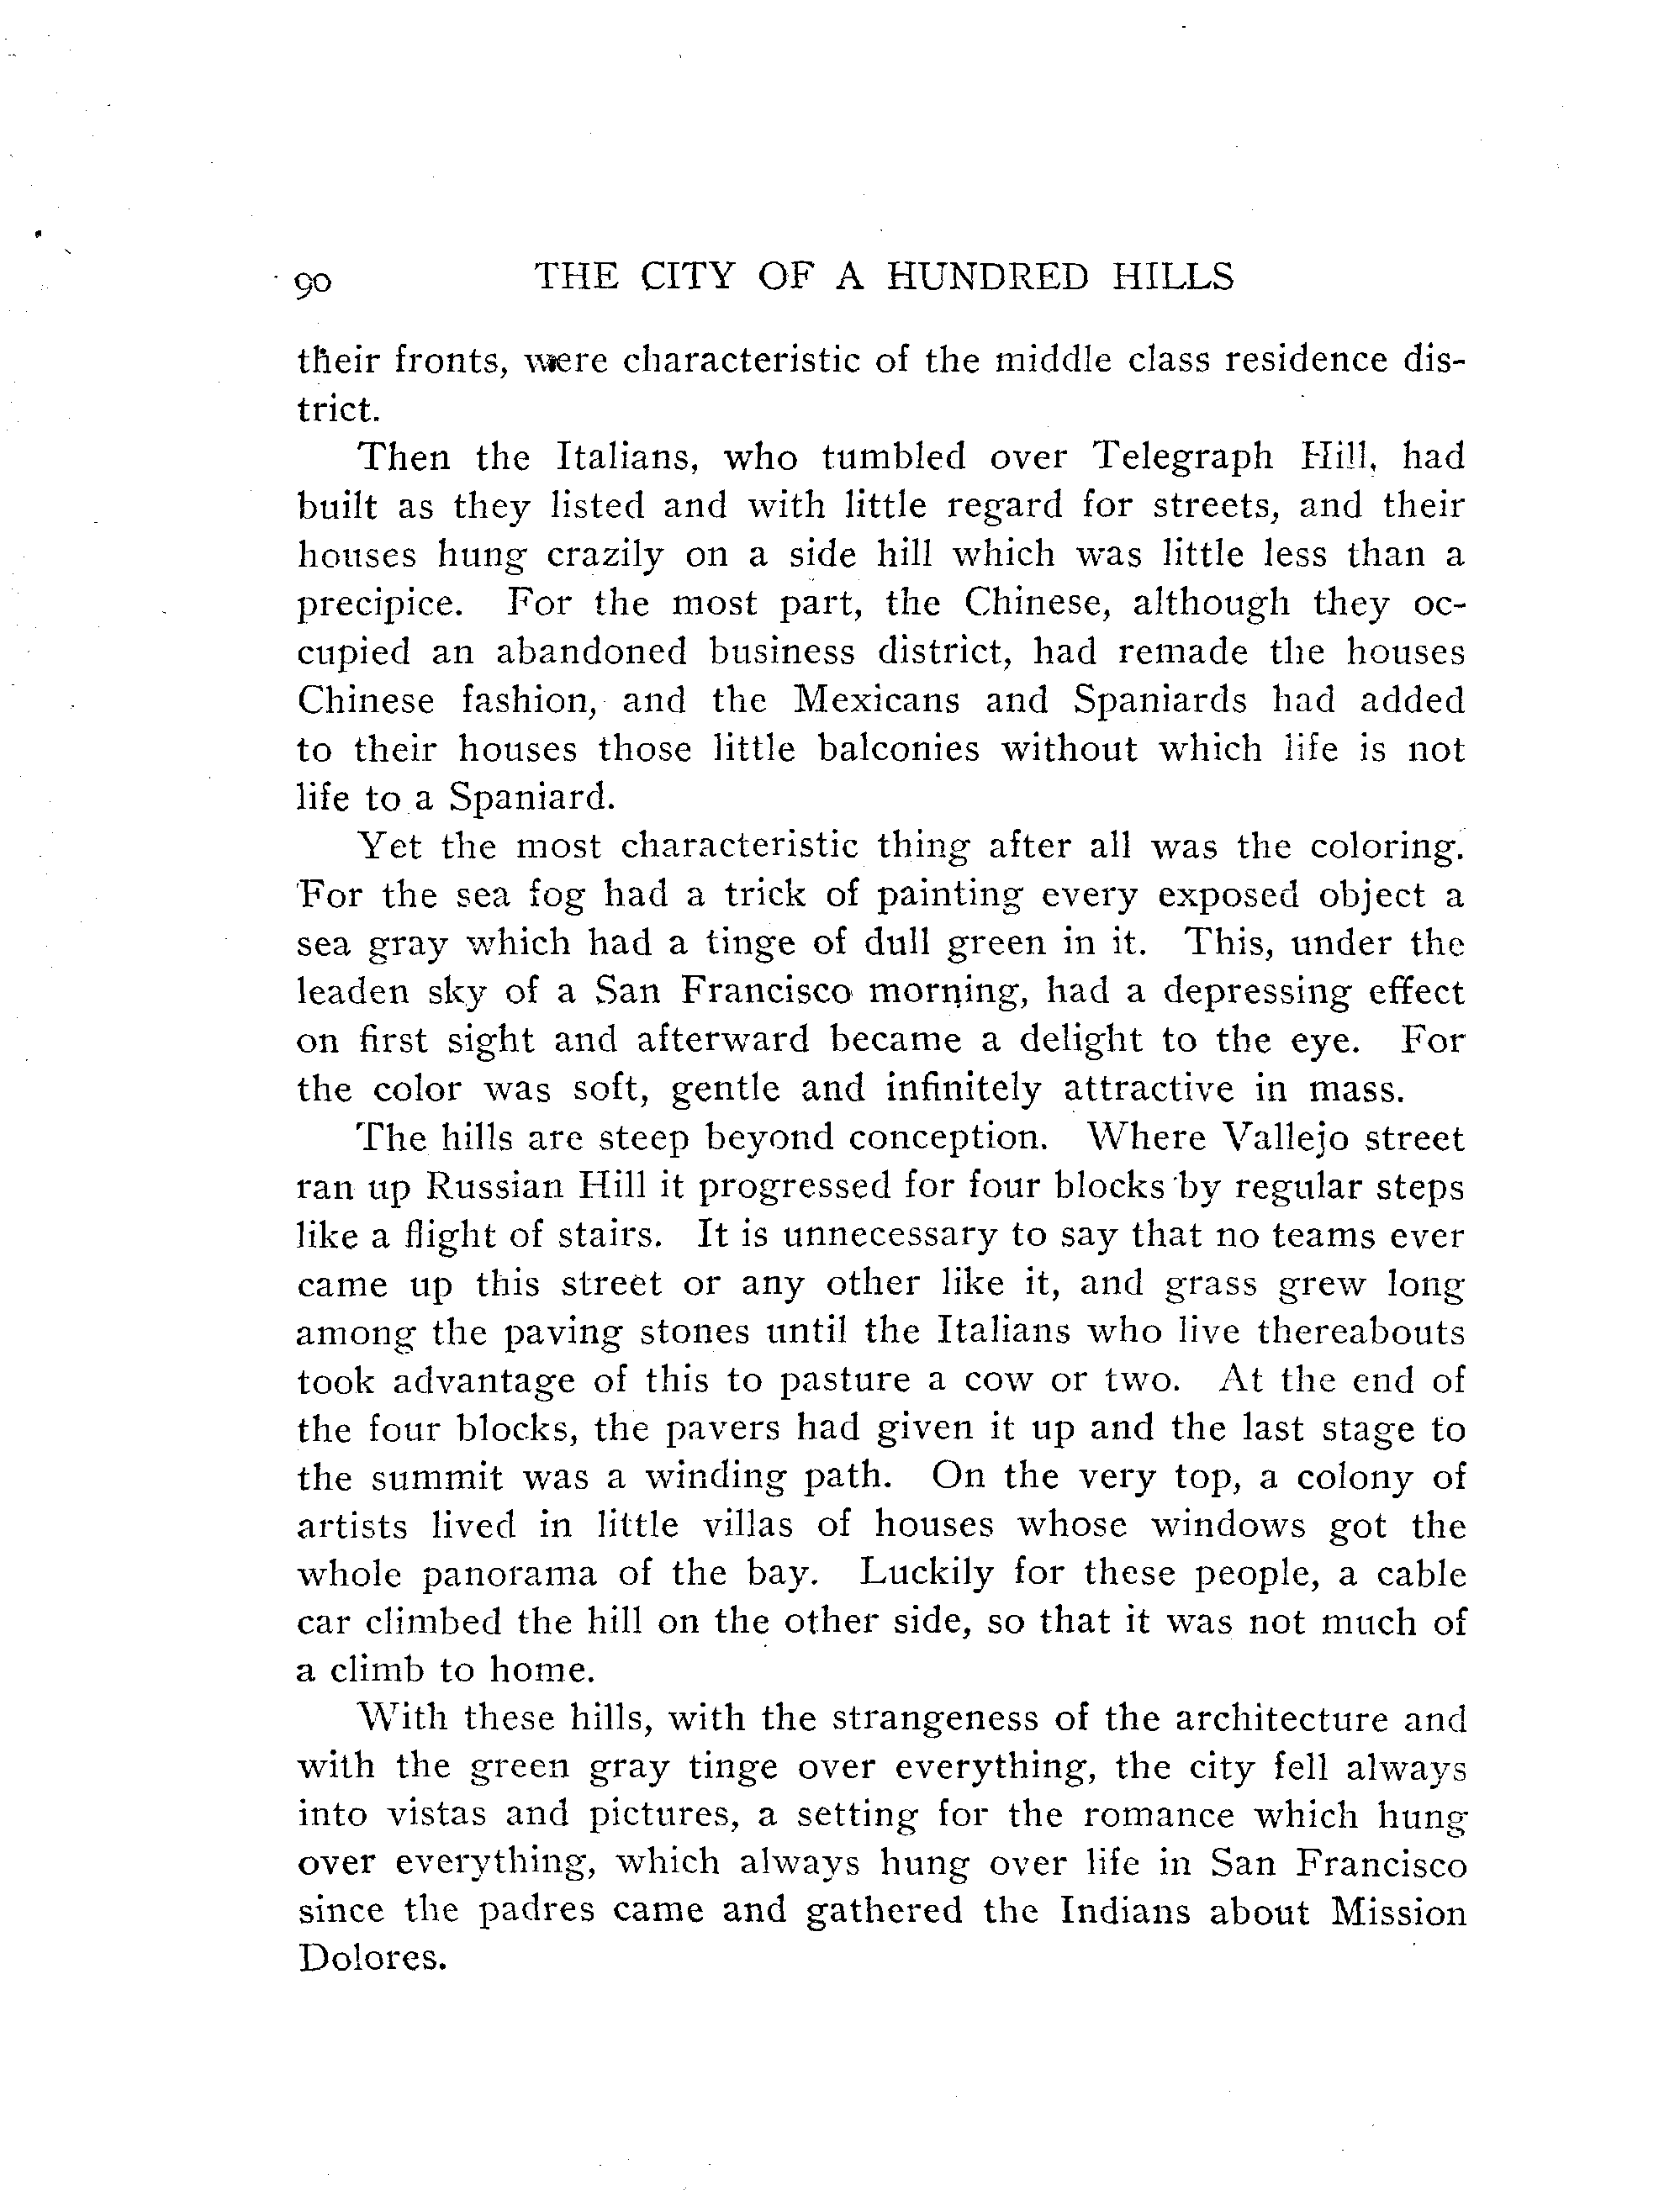 90 THE CITY OF A HUNDRED HILLS
their fronts, were characteristic of the middle class residence dis-
trict.
Then the Italians, who tumbled over Telegraph Hill, had
built as they listed and with little regard for streets, and their
houses hung crazily on a side hill which was little less than a
precipice. For the most part, the Chinese, although they oc-
cupied an abandoned business district, had remade the houses
Chinese fashion, and the Mexicans and Spaniards had added
to their houses those little balconies without which life is not
life to a Spaniard.
Yet the most characteristic thing after all was the coloring.
For the sea fog had a trick of painting every exposed object a
sea gray which had a tinge of dull green in it. This, under the
leaden sky of a San Francisco morning, had a depressing effect
on first sight and afterward became a delight to the eye. For
the color was soft, gentle and infinitely attractive in mass.
The hills are steep beyond conception. Where Vallejo street
ran up Russian Hill it progressed for four blocks by regular steps
like a flight of stairs. It is unnecessary to say that no teams ever
came up this street or any other like it, and grass grew long
among the paving stones until the Italians who live thereabouts
took advantage of this to pasture a cow or two. At the end of
the four blocks, the pavers had given it up and the last stage to
the summit was a winding path. On the very top, a colony of
artists lived in little villas of houses whose windows got the
whole panorama of the bay. Luckily for these people, a cable
car climbed the hill on the other side, so that it was not much of
a climb to home.
With these hills, with the strangeness of the architecture and
with the green gray tinge over everything, the city fell always
into vistas and pictures, a setting for the romance which hung
over everything, which always hung over life in San Francisco
since the padres came and gathered the Indians about Mission
Dolores.